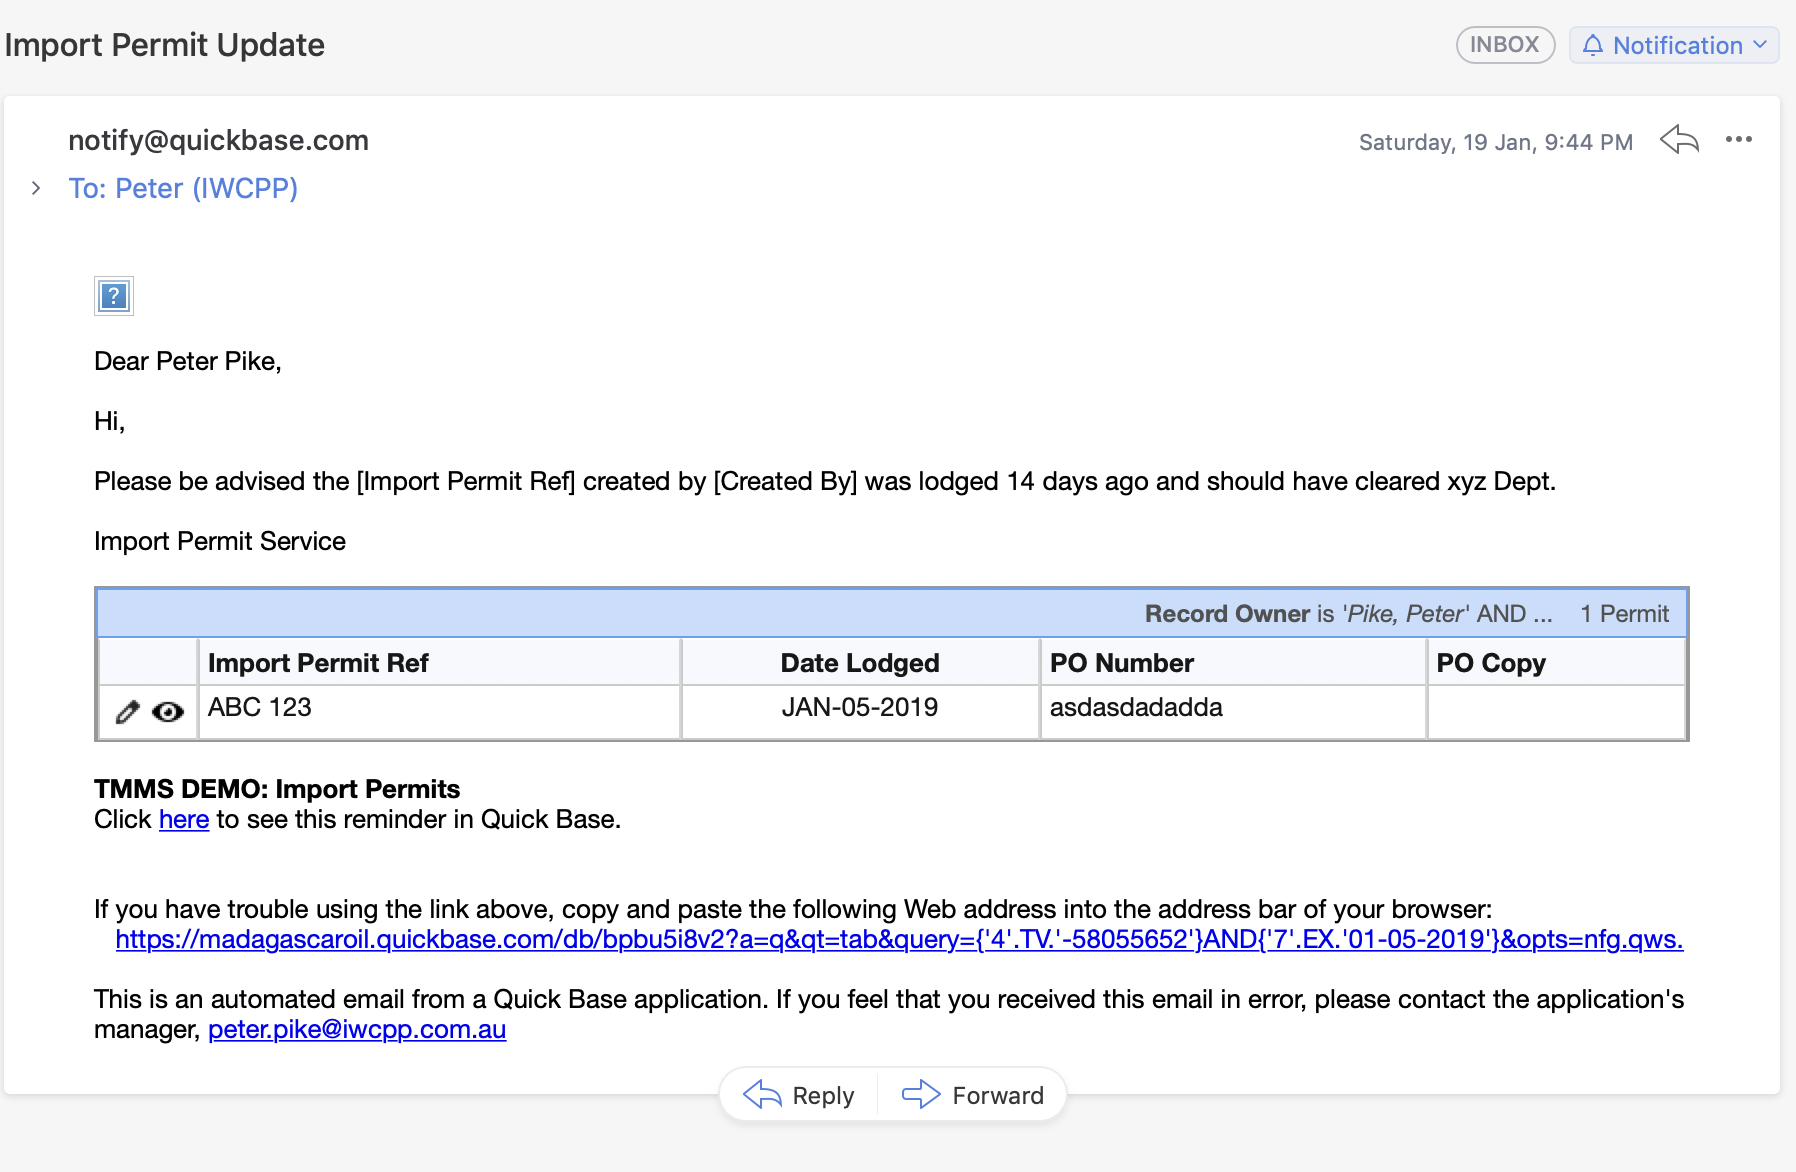 Import Permit Update
INBOX
Notification
notify@quickbase.com
Saturday, 19 Jan, 9:44 PM
To: Peter (IWCPP)
?
Dear Peter Pike,
Hi,
Please be advised the [Import Permit Ref] created by [Created By] was lodged 14 days ago and should have cleared xyz Dept.
Import Permit Service
Record Owner is 'Pike, Peter' AND ... 1 Permit
Import Permit Ref Date Lodged PO Number PO Copy
ABC 123 JAN-05-2019 asdasdadadda
TMMS DEMO: Import Permits
Click here to see this reminder in Quick Base.
If you have trouble using the link above, copy and paste the following Web address into the address bar of your browser:
https://madagascaroil.quickbase.com/db/bpbu5i8v2?a=q&qt=tab&query={'4'.TV.'-58055652'}AND{'7'.EX.'01-05-2019'}&opts=nfg.qws.
This is an automated email from a Quick Base application. If you feel that you received this email in error, please contact the application's
manager, peter.pike@iwcpp.com.au
Reply
Forward